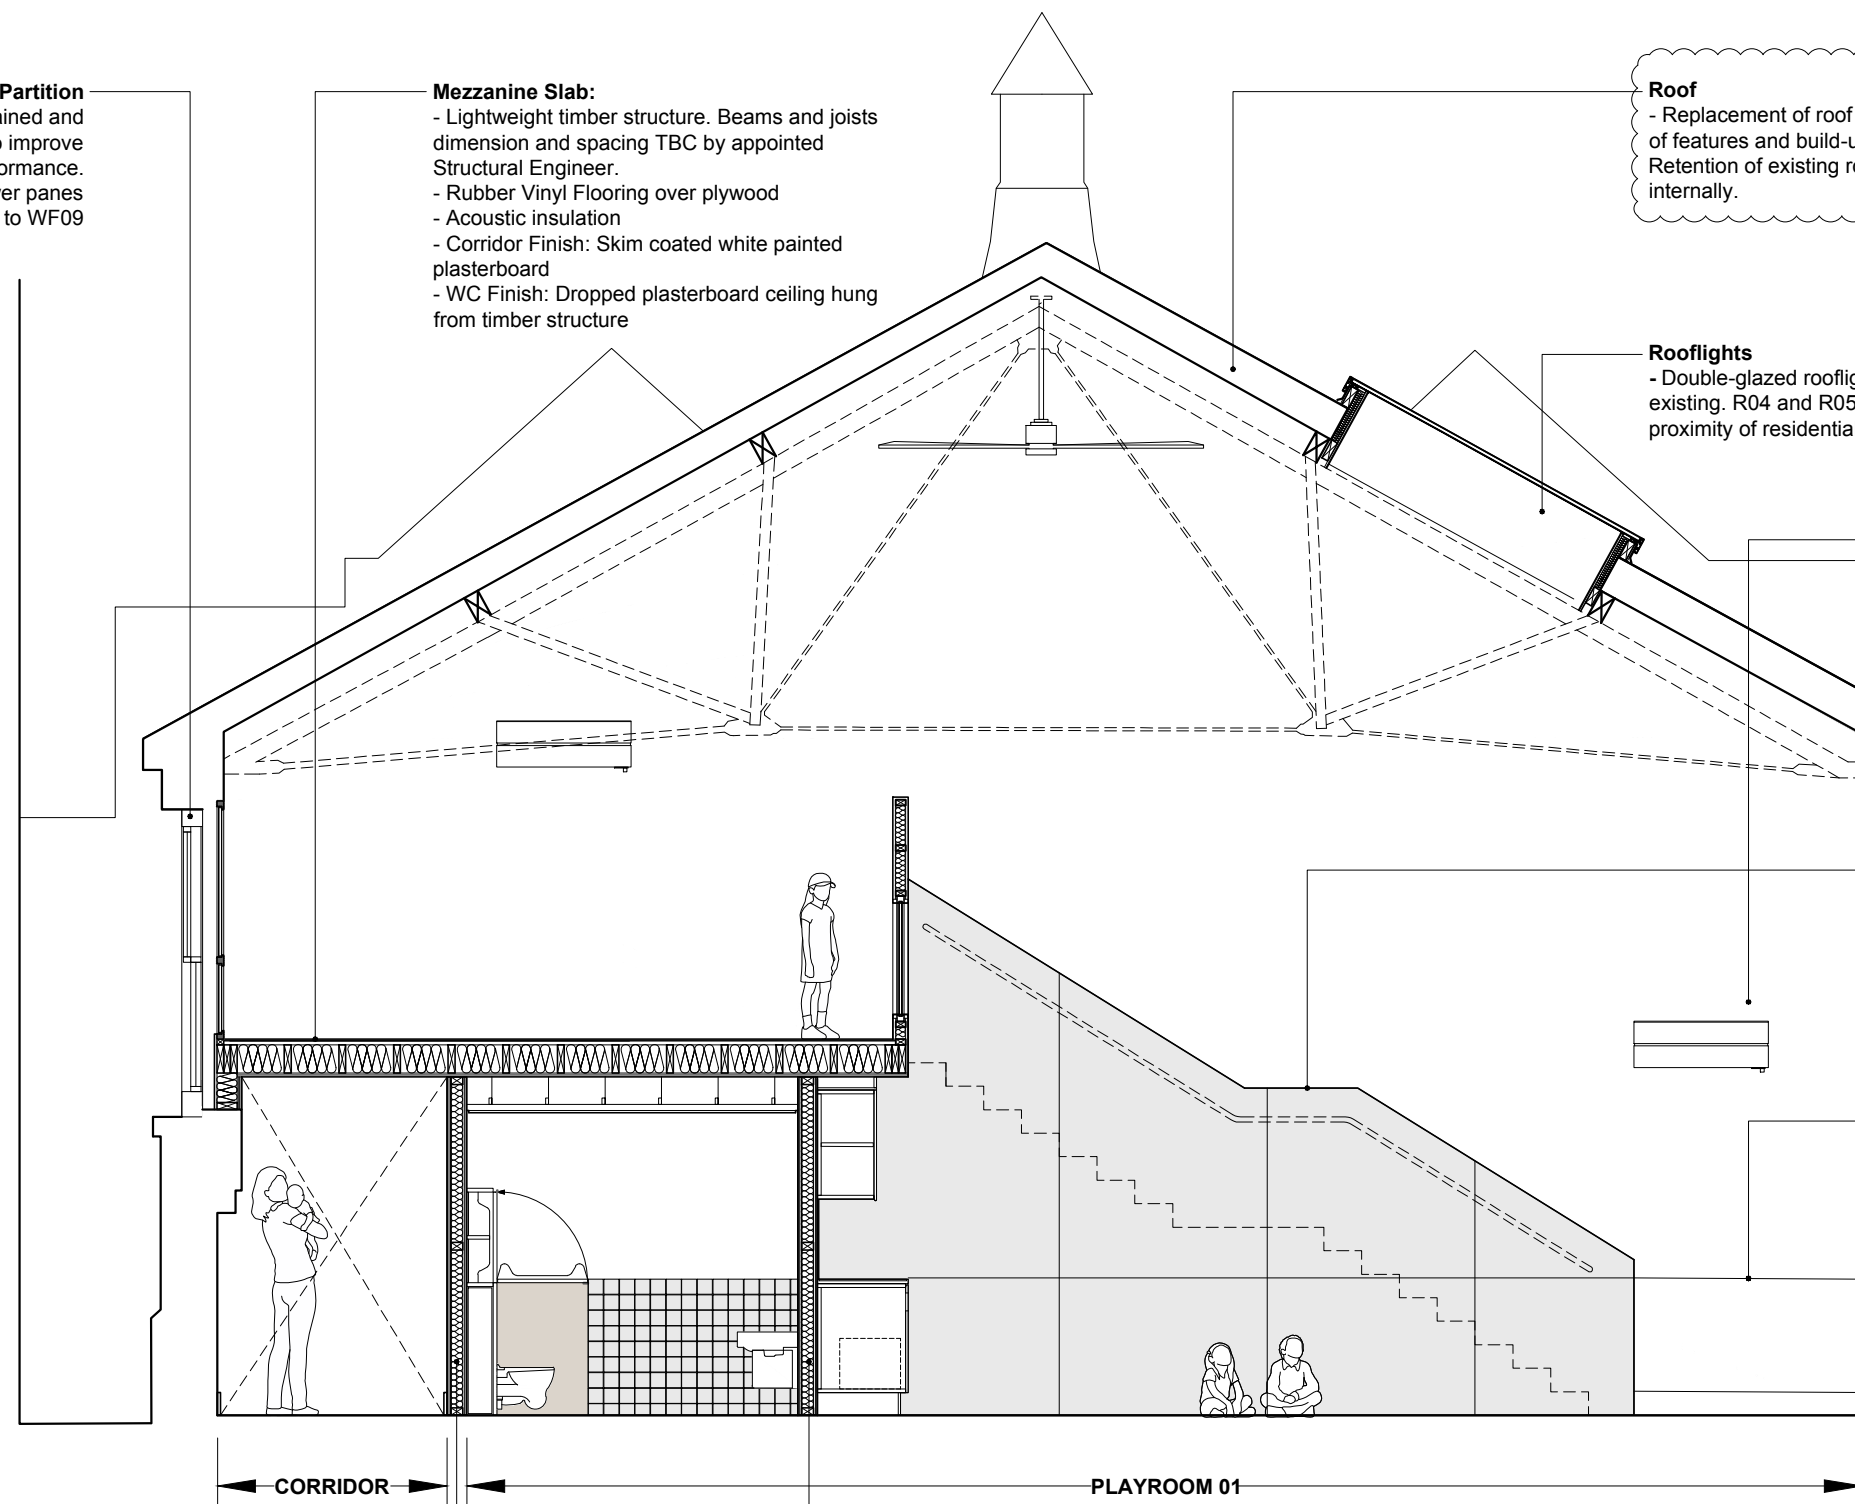 Partition
ained and
o improve
ormance.
er panes
to WF09
Mezzanine Slab:
- Lightweight timber structure. Beams and joists
dimension and spacing TBC by appointed
Structural Engineer.
- Rubber Vinyl Flooring over plywood
- Acoustic insulation
- Corridor Finish: Skim coated white painted
plasterboard
- WC Finish: Dropped plasterboard ceiling hung
from timber structure
Roof
- Replacement of roof
of features and build-u
Retention of existing re
internally.
Rooflights
- Double-glazed rooflig
existing. R04 and R05
proximity of residentia
CORRIDOR
PLAYROOM 01